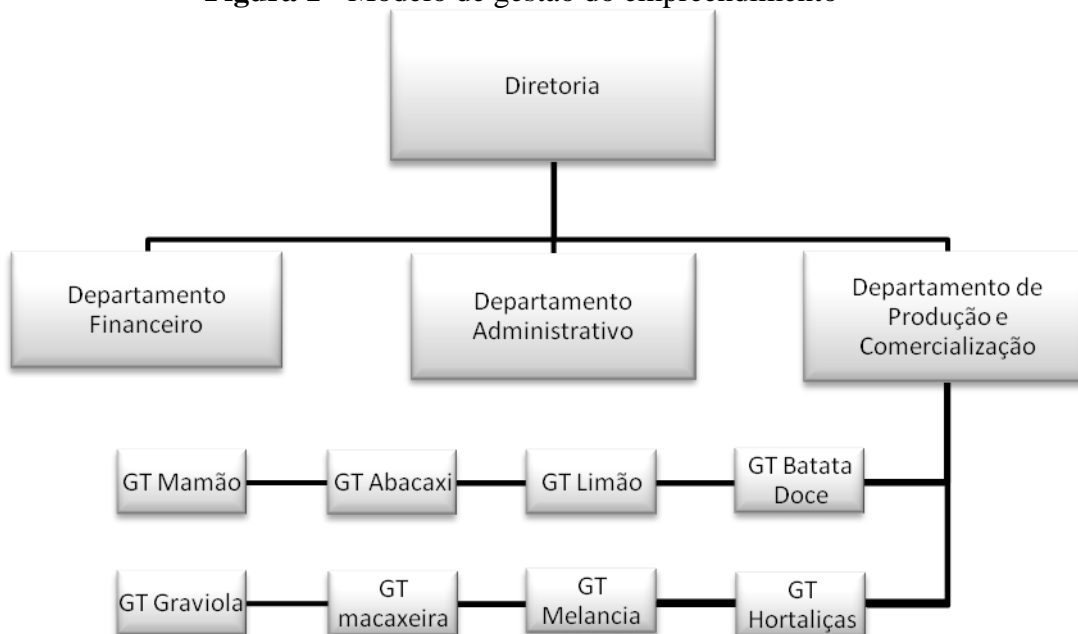 Figura 1 - Modelo de gestão do empreendimento
Diretoria
Departamento
Financeiro
Departamento
Administrativo
Departamento de
Produção e
Comercialização
GT Mamão
GT Abacaxi
GT Limão
GT Batata
Doce
GT Graviola
GT
macaxeira
GT
Melancia
GT
Hortaliças